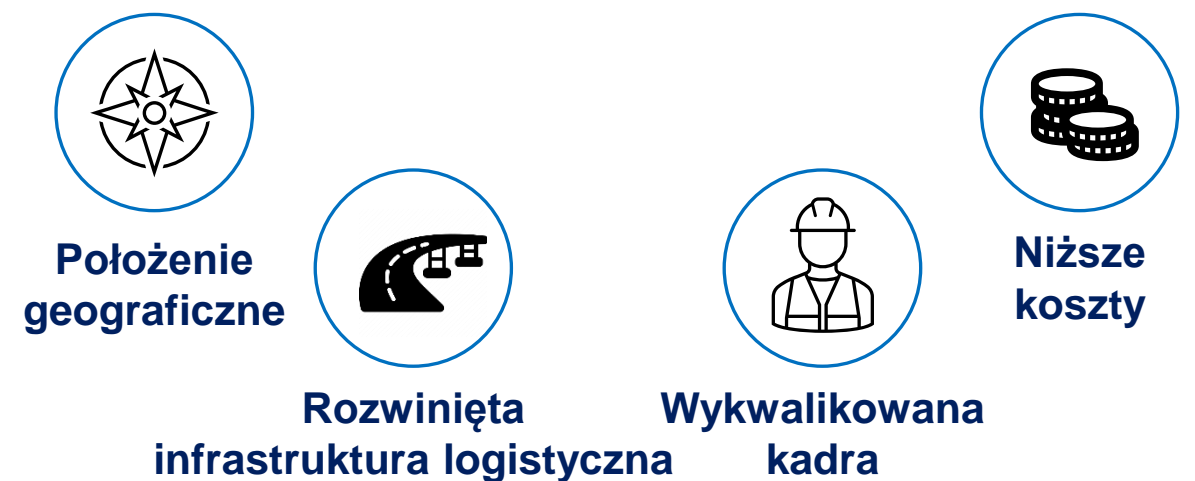 Położenie
geograficzne
Rozwinięta
infrastruktura logistyczna
Wykwalikowana
kadra
Niższe
koszty